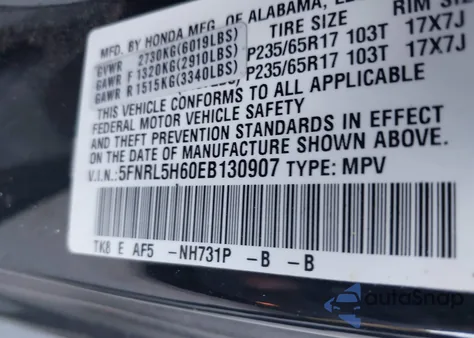 MFD. BY HONDA MFG. OF ALABAMA,
TIRE SIZE RIM
GVWR 2730KG(6019LBS)
GAWR F 1320KG(2910LBS) P235/65R17 103T 17X7J
GAWR R 1515KG(3340LBS) P235/65R17 103T 17X7J
THIS VEHICLE CONFORMS TO ALL APPLICABLE
FEDERAL MOTOR VEHICLE SAFETY
AND THEFT PREVENTION STANDARDS IN EFFECT
ON THE DATE OF MANUFACTURE SHOWN ABOVE.
V.I.N.:5FNRL5H60EB130907 TYPE: MPV
TK8 E AF5 -NH731P -B -B
autoSnap